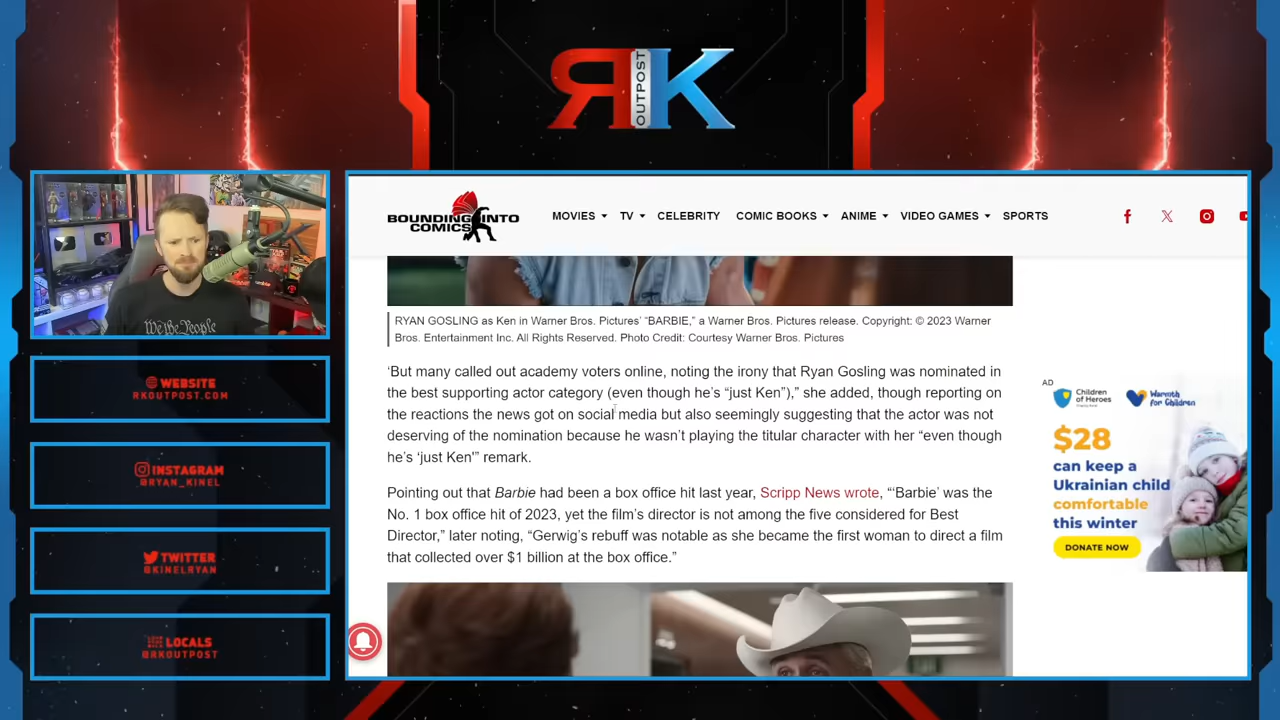 RK
OUTPOST
BOUNDING INTO
COMICS
MOVIES
TV
CELEBRITY
COMIC BOOKS
ANIME
VIDEO GAMES
SPORTS
We the People
RYAN GOSLING as Ken in Warner Bros. Pictures' "BARBIE," a Warner Bros. Pictures release. Copyright: © 2023 Warner
Bros. Entertainment Inc. All Rights Reserved. Photo Credit: Courtesy Warner Bros. Pictures
'But many called out academy voters online, noting the irony that Ryan Gosling was nominated in
the best supporting actor category (even though he's "just Ken")," she added, though reporting on
the reactions the news got on social media but also seemingly suggesting that the actor was not
deserving of the nomination because he wasn't playing the titular character with her "even though
he's 'just Ken'" remark.
Pointing out that Barbie had been a box office hit last year, Scripp News wrote, "'Barbie' was the
No. 1 box office hit of 2023, yet the film's director is not among the five considered for Best
Director," later noting, "Gerwig's rebuff was notable as she became the first woman to direct a film
that collected over $1 billion at the box office."
AD
Children
of Heroes
Warmth
for Children
$28
can keep a
Ukrainian child
comfortable
this winter
DONATE NOW
WEBSITE
RKOUTPOST.COM
INSTAGRAM
@RYAN_KINEL
TWITTER
@KINELRYAN
LOCALS
@RKOUTPOST